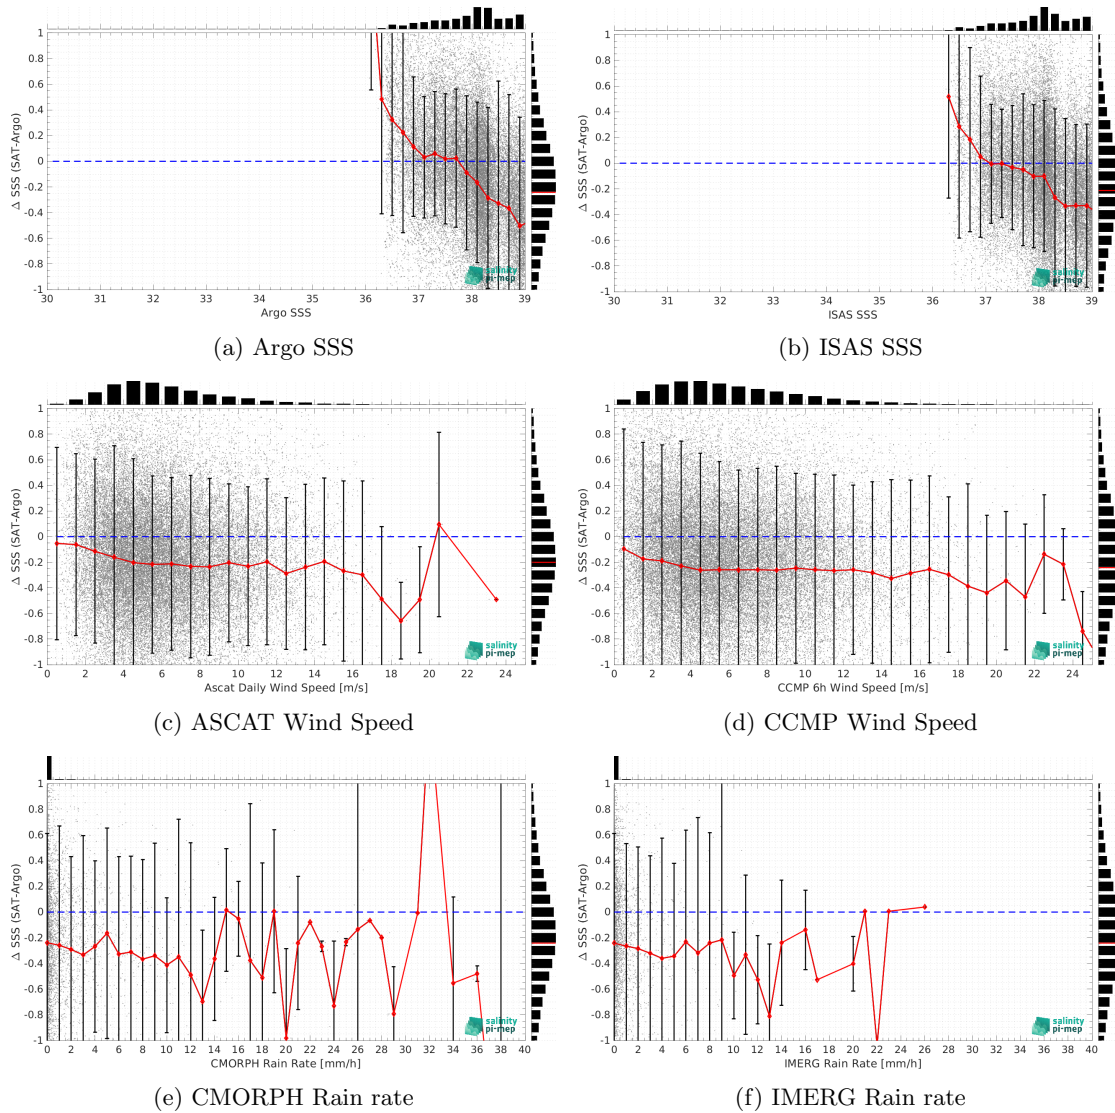 1
0.8
0.6
0.4
0.2
0
-0.2
-0.4
-0.6
-0.8
-1
Δ SSS (SAT-Argo)
salinity
pi-mep
30 31 32 33 34 35 36 37 38 39
Argo SSS
(a) Argo SSS
1
0.8
0.6
0.4
0.2
0
-0.2
-0.4
-0.6
-0.8
-1
Δ SSS (SAT-Argo)
salinity
pi-mep
30 31 32 33 34 35 36 37 38 39
ISAS SSS
(b) ISAS SSS
1
0.8
0.6
0.4
0.2
0
-0.2
-0.4
-0.6
-0.8
-1
Δ SSS (SAT-Argo)
salinity
pi-mep
0 2 4 6 8 10 12 14 16 18 20 22 24
Ascat Daily Wind Speed [m/s]
(c) ASCAT Wind Speed
1
0.8
0.6
0.4
0.2
0
-0.2
-0.4
-0.6
-0.8
-1
Δ SSS (SAT-Argo)
salinity
pi-mep
0 2 4 6 8 10 12 14 16 18 20 22 24
CCMP 6h Wind Speed [m/s]
(d) CCMP Wind Speed
1
0.8
0.6
0.4
0.2
0
-0.2
-0.4
-0.6
-0.8
-1
Δ SSS (SAT-Argo)
salinity
pi-mep
0 2 4 6 8 10 12 14 16 18 20 22 24 26 28 30 32 34 36 38 40
CMORPH Rain Rate [mm/h]
(e) CMORPH Rain rate
1
0.8
0.6
0.4
0.2
0
-0.2
-0.4
-0.6
-0.8
-1
Δ SSS (SAT-Argo)
salinity
pi-mep
0 2 4 6 8 10 12 14 16 18 20 22 24 26 28 30 32 34 36 38 40
IMERG Rain Rate [mm/h]
(f) IMERG Rain rate